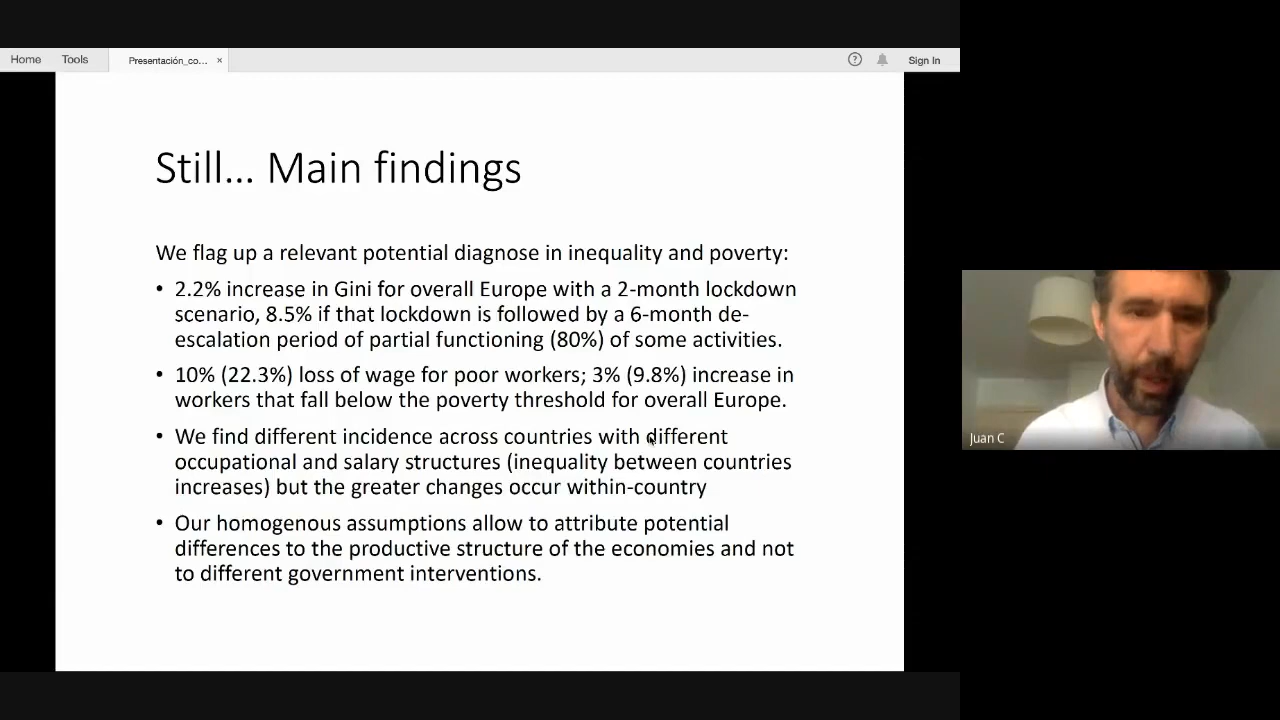 Home Tools Presentación_co... × ? Sign In
Still... Main findings
We flag up a relevant potential diagnose in inequality and poverty:
• 2.2% increase in Gini for overall Europe with a 2-month lockdown
scenario, 8.5% if that lockdown is followed by a 6-month de-
escalation period of partial functioning (80%) of some activities.
• 10% (22.3%) loss of wage for poor workers; 3% (9.8%) increase in
workers that fall below the poverty threshold for overall Europe.
• We find different incidence across countries with different
occupational and salary structures (inequality between countries
increases) but the greater changes occur within-country
• Our homogenous assumptions allow to attribute potential
differences to the productive structure of the economies and not
to different government interventions.
Juan C